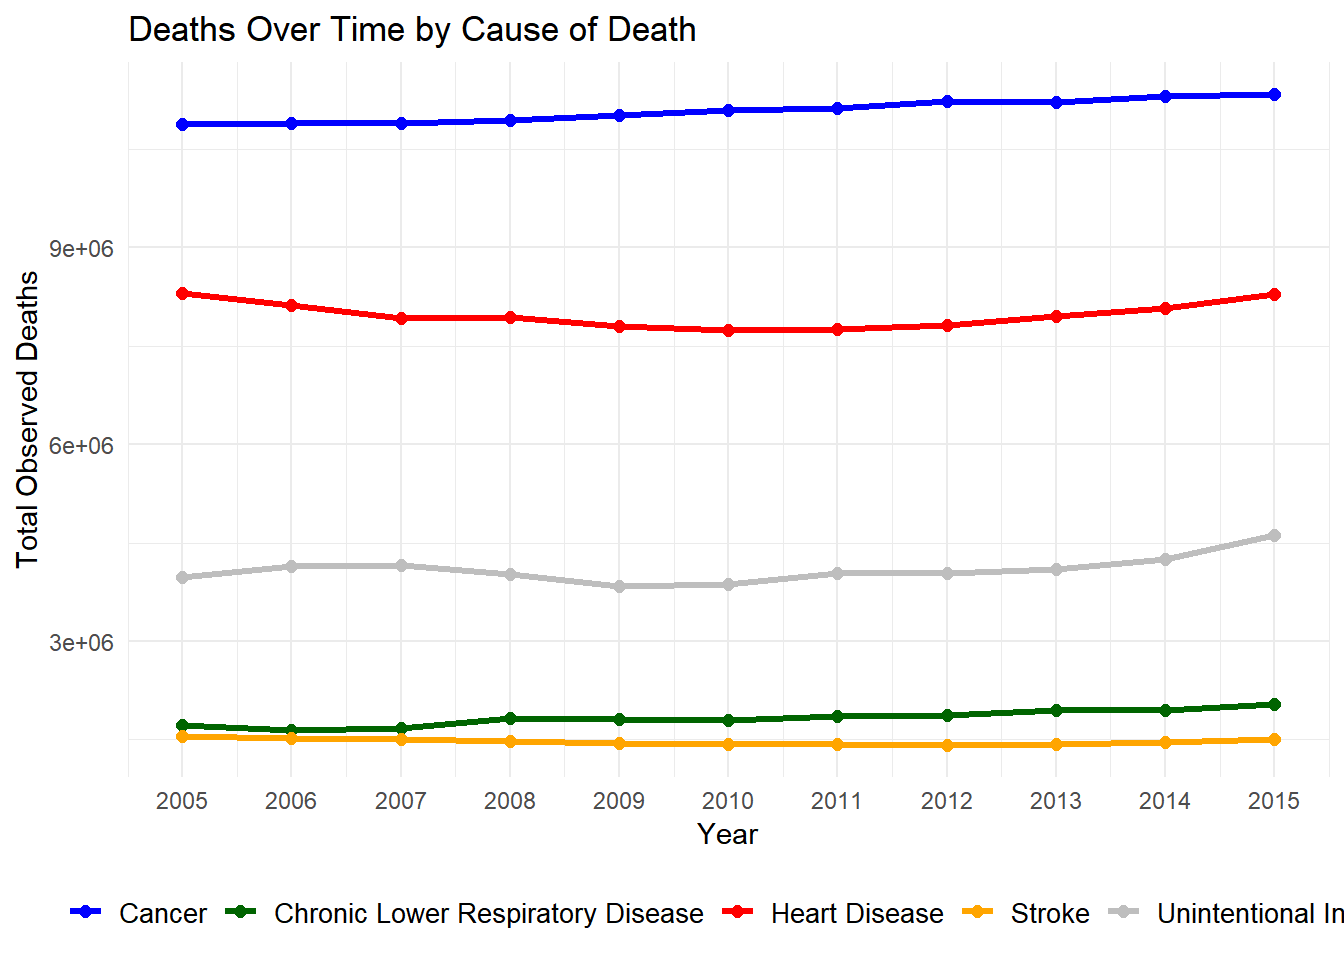 Deaths Over Time by Cause of Death
9e+06
6e+06
3e+06
Total Observed Deaths
2005 2006 2007 2008 2009 2010 2011 2012 2013 2014 2015
Year
Cancer Chronic Lower Respiratory Disease Heart Disease Stroke Unintentional In